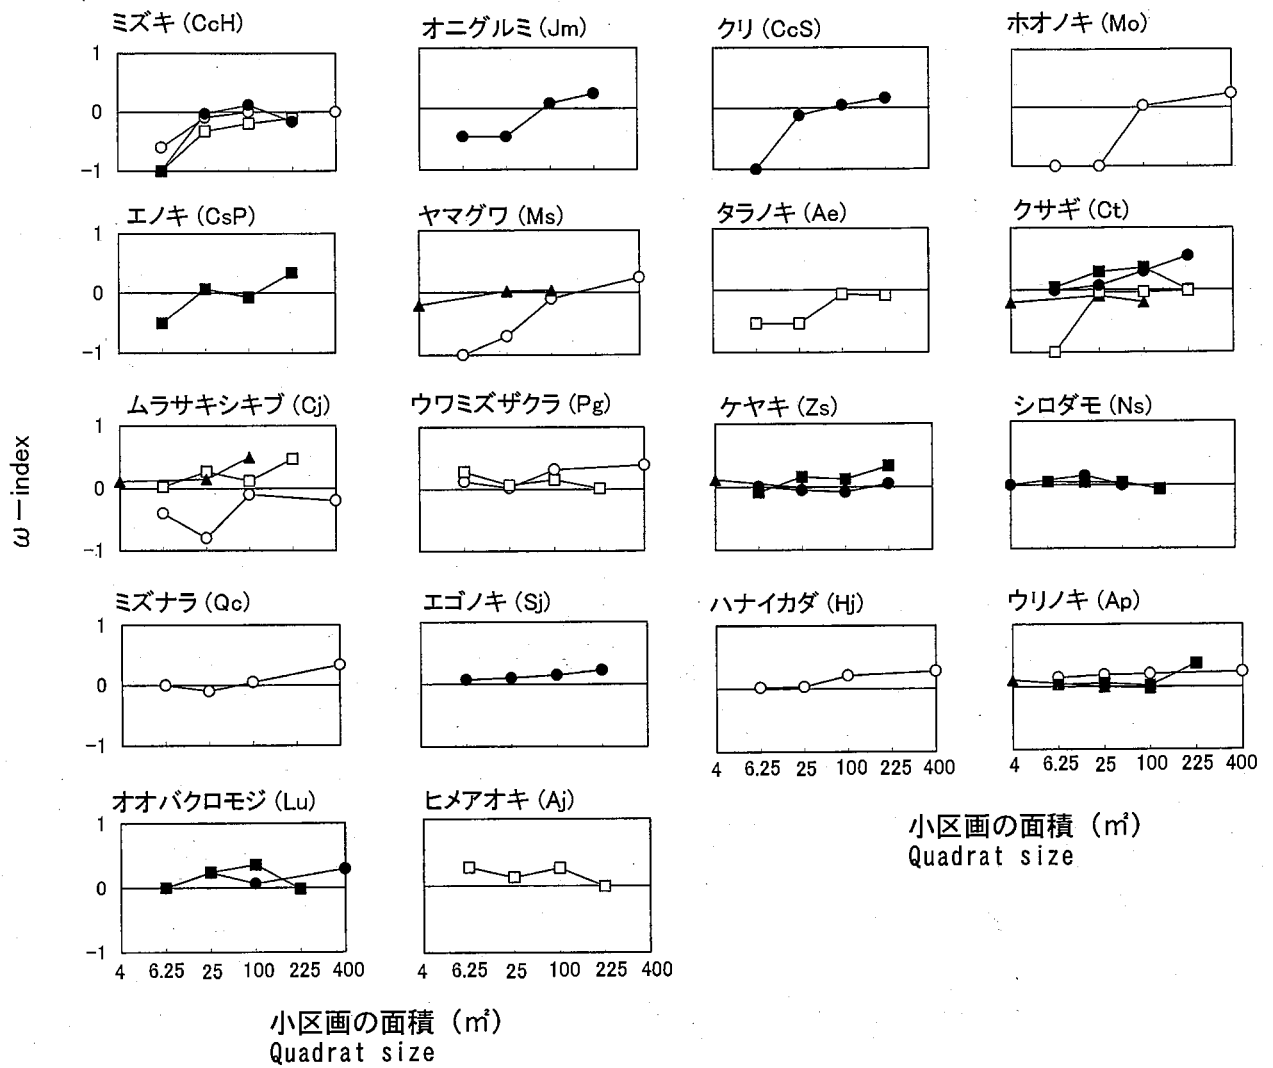 ミズキ (CcH)
オニグルミ (Jm)
クリ (CcS)
ホオノキ (Mo)
1
0
−1
エノキ (CsP)
ヤマグワ (Ms)
タラノキ (Ae)
クサギ (Ct)
1
0
−1
ムラサキシキブ (Cj)
ウワミズザクラ (Pg)
ケヤキ (Zs)
シロダモ (Ns)
1
0
−1
ω−index
ミズナラ (Qc)
エゴノキ (Sj)
ハナイカダ (Hj)
ウリノキ (Ap)
1
0
−1
4 6.25 25 100 225 400
4 6.25 25 100 225 400
オオバクロモジ (Lu)
ヒメアオキ (Aj)
1
0
−1
4 6.25 25 100 225 400
4 6.25 25 100 225 400
小区画の面積 (㎡)
Quadrat size
小区画の面積 (㎡)
Quadrat size